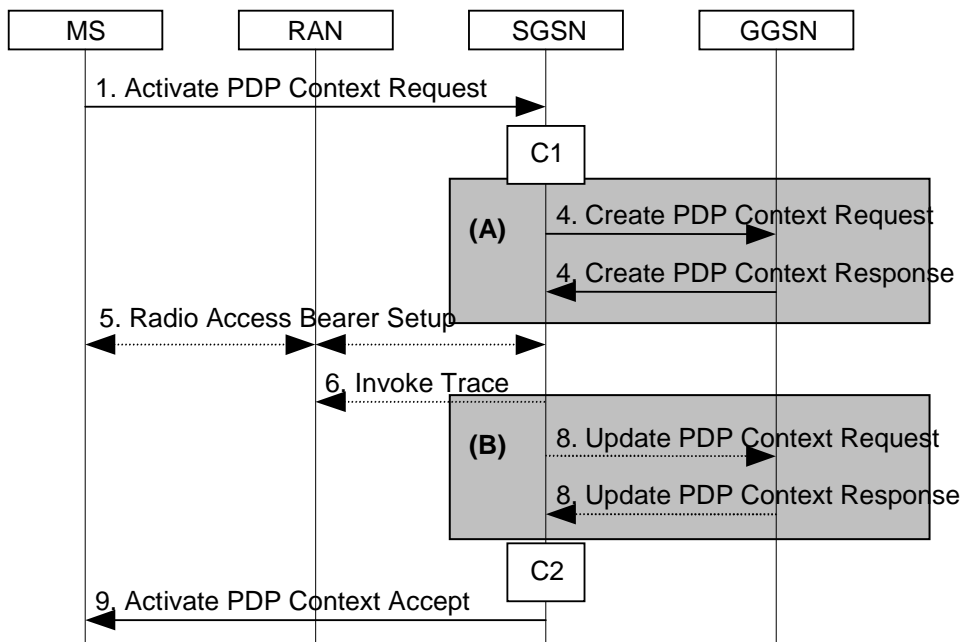 MS RAN SGSN GGSN
1. Activate PDP Context Request
C1
(A)
4. Create PDP Context Request
4. Create PDP Context Response
5. Radio Access Bearer Setup
6. Invoke Trace
(B)
8. Update PDP Context Request
8. Update PDP Context Response
C2
9. Activate PDP Context Accept